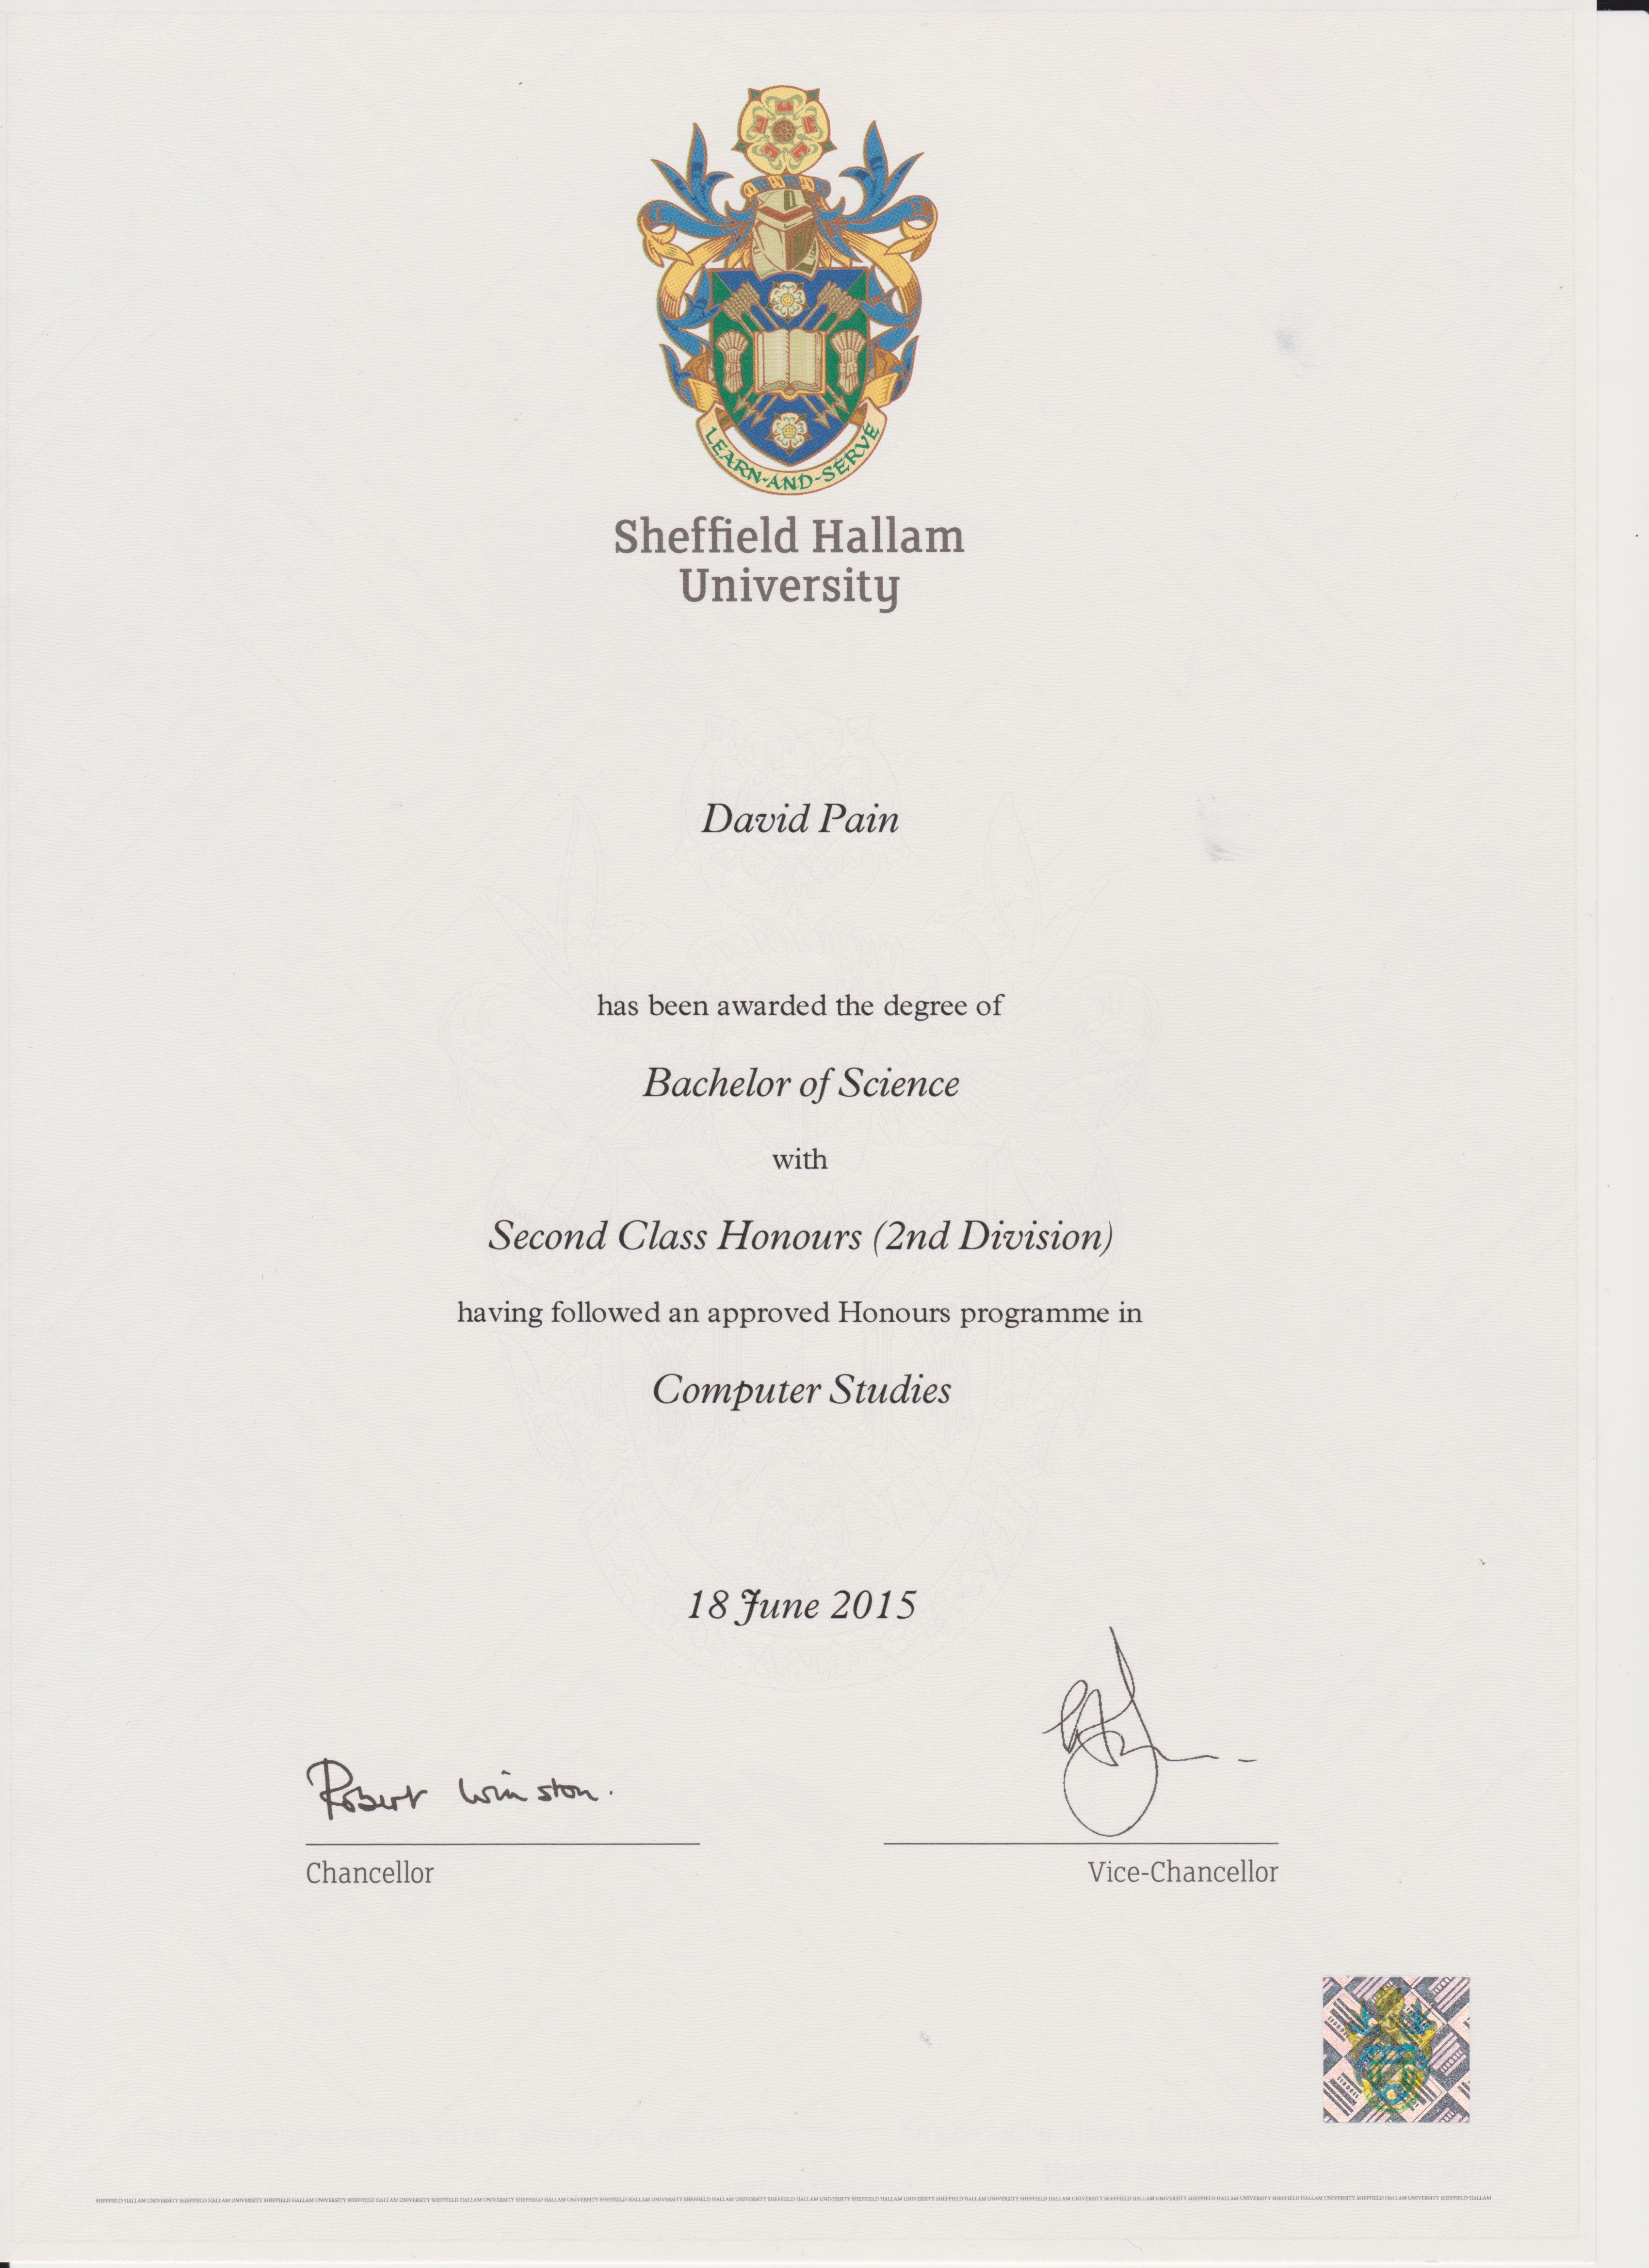 LEARN-AND-SERVE
Sheffield Hallam
University
David Pain
has been awarded the degree of
Bachelor of Science
with
Second Class Honours (2nd Division)
having followed an approved Honours programme in
Computer Studies
18 June 2015
Robert Winston.
Chancellor
Vice-Chancellor
SHEFFIELD HALLAM UNIVERSITY SHEFFIELD HALLAM UNIVERSITY SHEFFIELD HALLAM UNIVERSITY SHEFFIELD HALLAM UNIVERSITY SHEFFIELD HALLAM UNIVERSITY SHEFFIELD HALLAM UNIVERSITY SHEFFIELD HALLAM UNIVERSITY SHEFFIELD HALLAM UNIVERSITY SHEFFIELD HALLAM UNIVERSITY SHEFFIELD HALLAM UNIVERSITY SHEFFIELD HALLAM UNIVERSITY SHEFFIELD HALLAM UNIVERSITY SHEFFIELD HALLAM UNIVERSITY SHEFFIELD HALLAM UNIVERSITY SHEFFIELD HALLAM UNIVERSITY SHEFFIELD HALLAM UNIVERSITY SHEFFIELD HALLAM